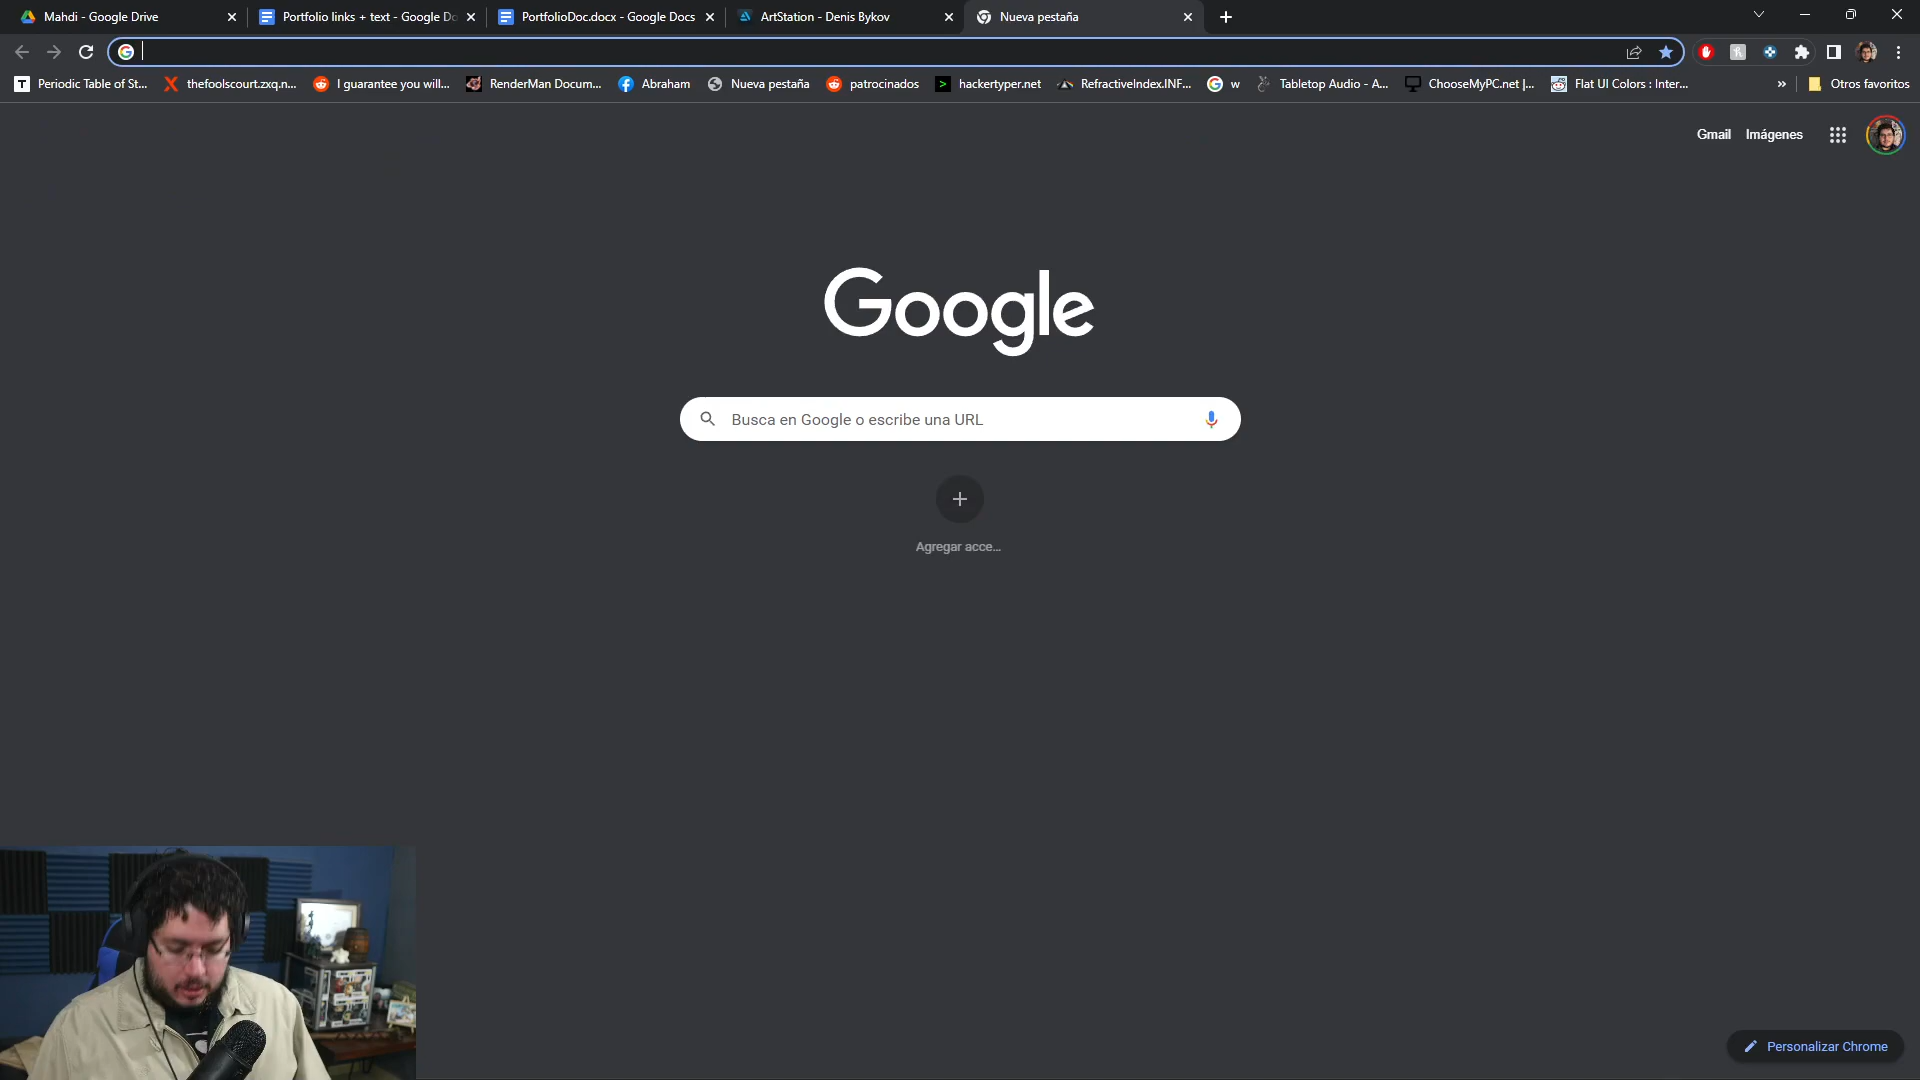 Mahdi - Google Drive
Portfolio links + text - Google Do
PortfolioDoc.docx - Google Docs
ArtStation - Denis Bykov
Nueva pestaña
Periodic Table of St...
thefoolscourt.zxq.n...
I guarantee you will...
RenderMan Docum...
Abraham
Nueva pestaña
patrocinados
hackertyper.net
RefractiveIndex.INF...
w
Tabletop Audio - A...
ChooseMyPC.net |...
Flat UI Colors : Inter...
»
Otros favoritos
Gmail
Imágenes
Google
Busca en Google o escribe una URL
Agregar acce...
Personalizar Chrome